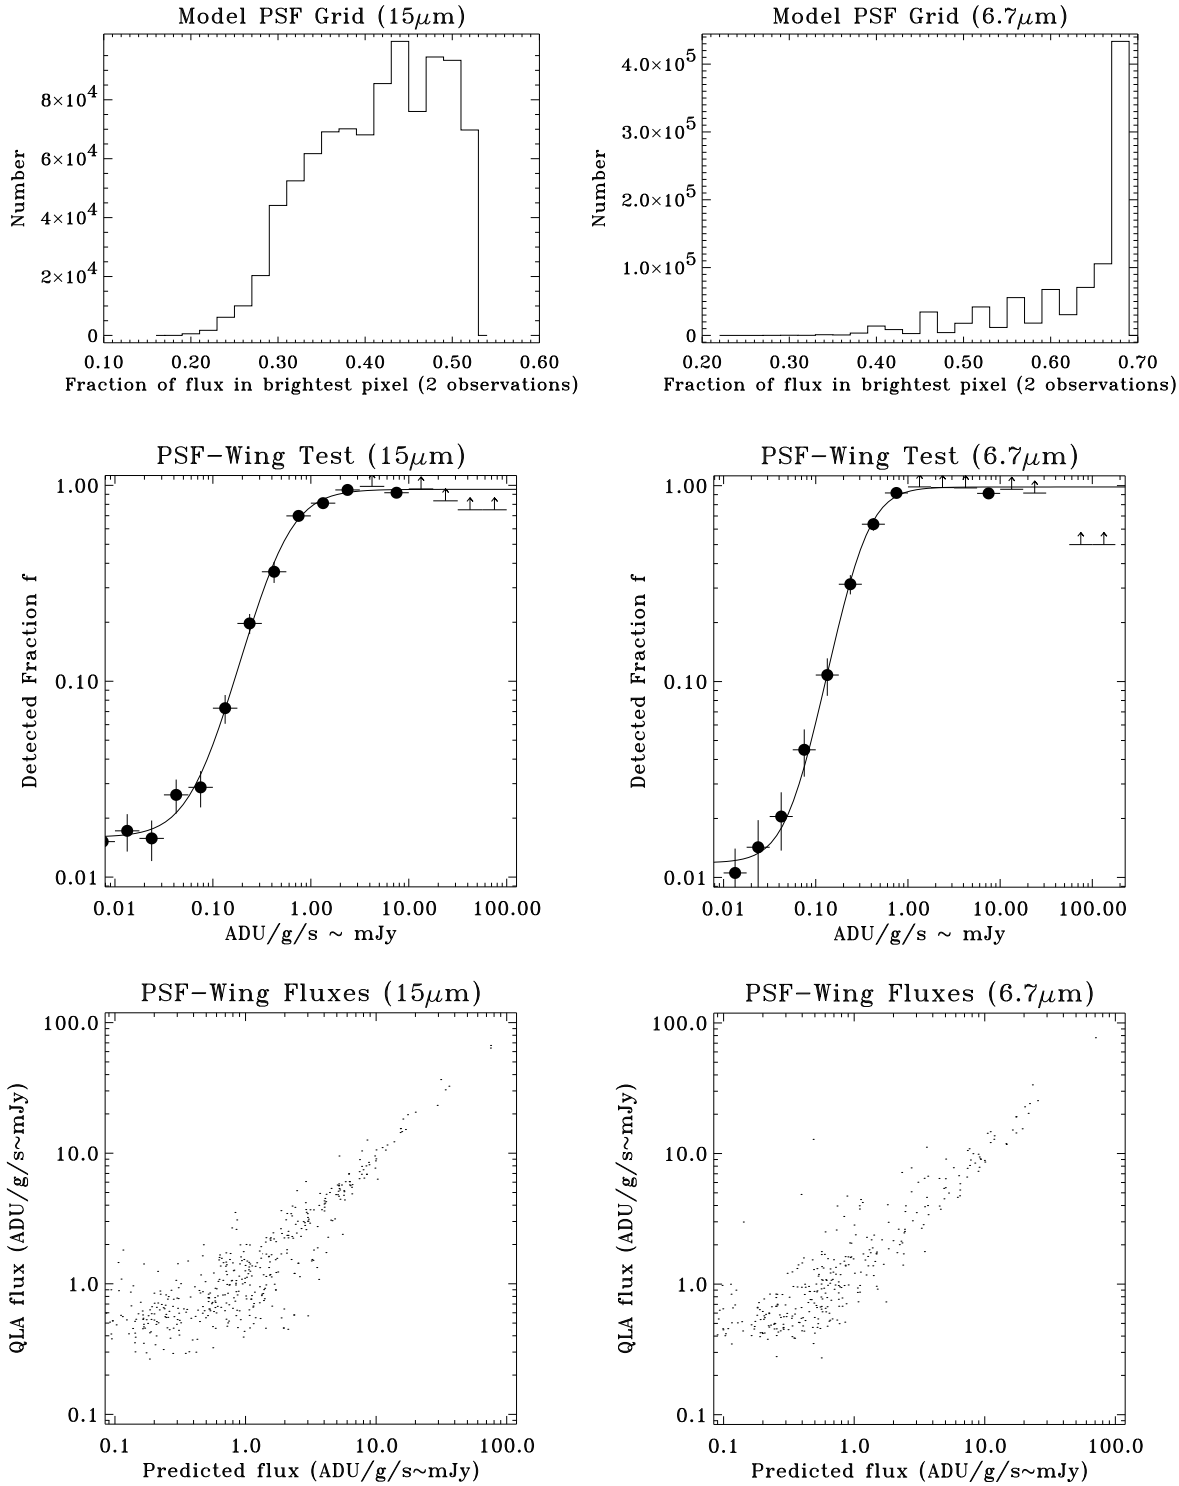 Model PSF Grid (15μm)
Number
8×10⁴
6×10⁴
4×10⁴
2×10⁴
0
0.10 0.20 0.30 0.40 0.50 0.60
Fraction of flux in brightest pixel (2 observations)
Model PSF Grid (6.7μm)
Number
4.0×10⁵
3.0×10⁵
2.0×10⁵
1.0×10⁵
0
0.20 0.30 0.40 0.50 0.60 0.70
Fraction of flux in brightest pixel (2 observations)
PSF−Wing Test (15μm)
Detected Fraction f
1.00
0.10
0.01
0.01 0.10 1.00 10.00 100.00
ADU/g/s ~ mJy
PSF−Wing Test (6.7μm)
Detected Fraction f
1.00
0.10
0.01
0.01 0.10 1.00 10.00 100.00
ADU/g/s ~ mJy
PSF−Wing Fluxes (15μm)
QLA flux (ADU/g/s~mJy)
100.0
10.0
1.0
0.1
0.1 1.0 10.0 100.0
Predicted flux (ADU/g/s~mJy)
PSF−Wing Fluxes (6.7μm)
QLA flux (ADU/g/s~mJy)
100.0
10.0
1.0
0.1
0.1 1.0 10.0 100.0
Predicted flux (ADU/g/s~mJy)